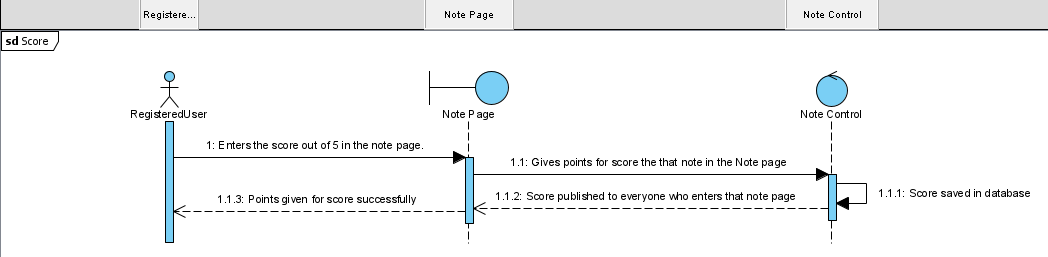 Registere...
Note Page
Note Control
sd Score
RegisteredUser
Note Page
Note Control
1: Enters the score out of 5 in the note page.
1.1: Gives points for score the that note in the Note page
1.1.1: Score saved in database
1.1.2: Score published to everyone who enters that note page
1.1.3: Points given for score successfully